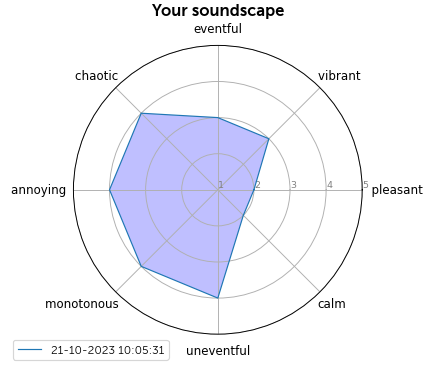 Your soundscape
eventful
chaotic
vibrant
annoying
1 2 3 4 5
pleasant
monotonous
calm
uneventful
21-10-2023 10:05:31